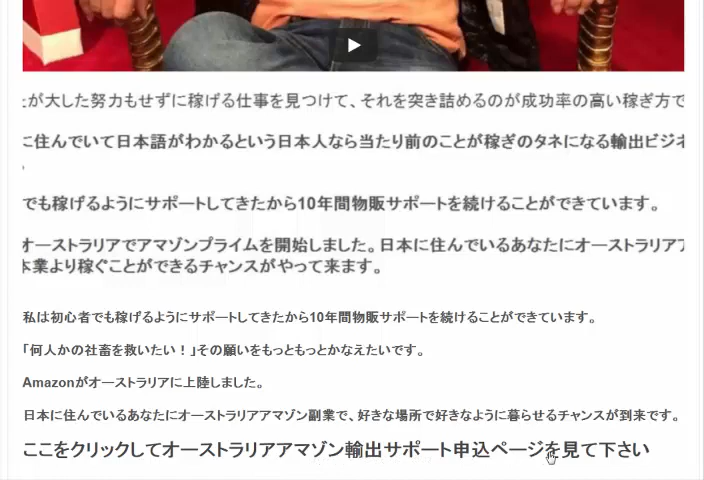 が大した努力もせずに稼げる仕事を見つけて、それを突き詰めるのが成功率の高い稼ぎ方で
に住んでいて日本語がわかるという日本人なら当たり前のことが稼ぎのタネになる輸出ビジネ
。
でも稼げるようにサポートしてきたから10年間物販サポートを続けることができています。
オーストラリアでアマゾンプライムを開始しました。日本に住んでいるあなたにオーストラリアア
本業より稼ぐことができるチャンスがやって来ます。
私は初心者でも稼げるようにサポートしてきたから10年間物販サポートを続けることができています。
「何人かの社畜を救いたい！」その願いをもっともっとかなえたいです。
Amazonがオーストラリアに上陸しました。
日本に住んでいるあなたにオーストラリアアマゾン副業で、好きな場所で好きなように暮らせるチャンスが到来です。
ここをクリックしてオーストラリアアマゾン輸出サポート申込ページを見て下さい